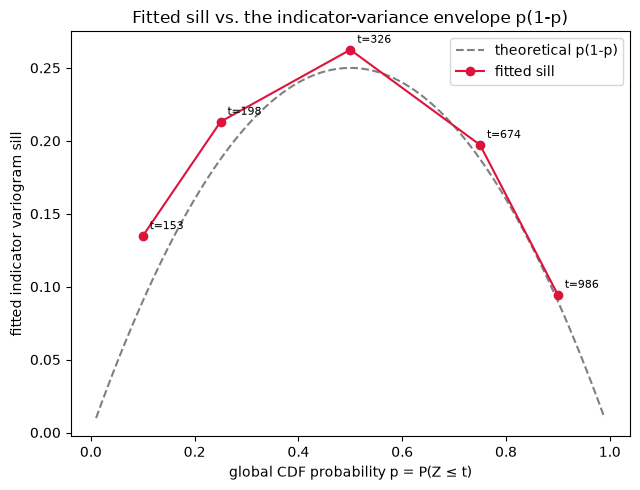 Fitted sill vs. the indicator-variance envelope p(1-p)
theoretical p(1-p)
fitted sill
t=326
t=198
t=674
t=153
t=986
fitted indicator variogram sill
0.25
0.20
0.15
0.10
0.05
0.00
0.0 0.2 0.4 0.6 0.8 1.0
global CDF probability p = P(Z ≤ t)